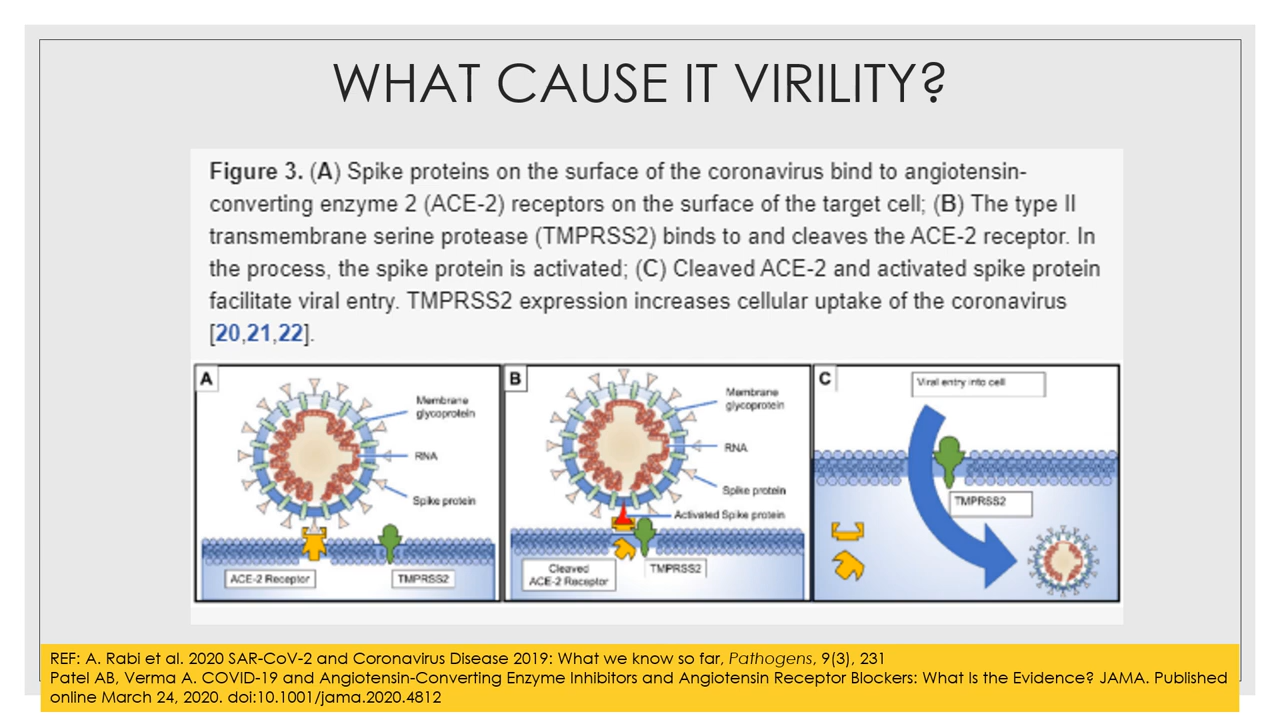 WHAT CAUSE IT VIRILITY?
Figure 3. (A) Spike proteins on the surface of the coronavirus bind to angiotensin-
converting enzyme 2 (ACE-2) receptors on the surface of the target cell; (B) The type II
transmembrane serine protease (TMPRSS2) binds to and cleaves the ACE-2 receptor. In
the process, the spike protein is activated; (C) Cleaved ACE-2 and activated spike protein
facilitate viral entry. TMPRSS2 expression increases cellular uptake of the coronavirus
[20,21,22].
A
Membrane
glycoprotein
RNA
Spike protein
ACE-2 Receptor
TMPRSS2
B
Membrane
glycoprotein
RNA
Spike protein
Activated Spike protein
Cleaved
ACE-2 Receptor
TMPRSS2
C
Viral entry into cell
TMPRSS2
REF: A. Rabi et al. 2020 SAR-CoV-2 and Coronavirus Disease 2019: What we know so far, Pathogens, 9(3), 231
Patel AB, Verma A. COVID-19 and Angiotensin-Converting Enzyme Inhibitors and Angiotensin Receptor Blockers: What Is the Evidence? JAMA. Published
online March 24, 2020. doi:10.1001/jama.2020.4812